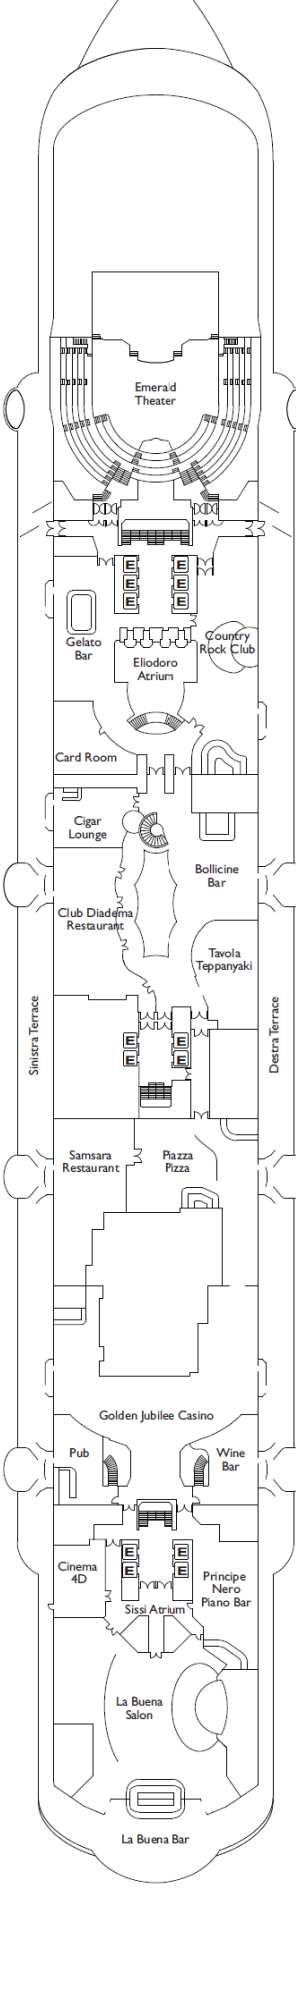 Emerald
Theater
E E
E E
E E
Gelato
Bar
Country
Rock Club
Eliodoro
Atrium
Card Room
Cigar
Lounge
Bollicine
Bar
Club Diadema
Restaurant
Tavola
Teppanyaki
Sinistra Terrace
Destra Terrace
E E
E E
Samsara
Restaurant
Piazza
Pizza
Golden Jubilee Casino
Pub
Wine
Bar
E E
E E
Cinema
4D
Principe
Nero
Piano Bar
Sissi Atrium
La Buena
Salon
La Buena Bar